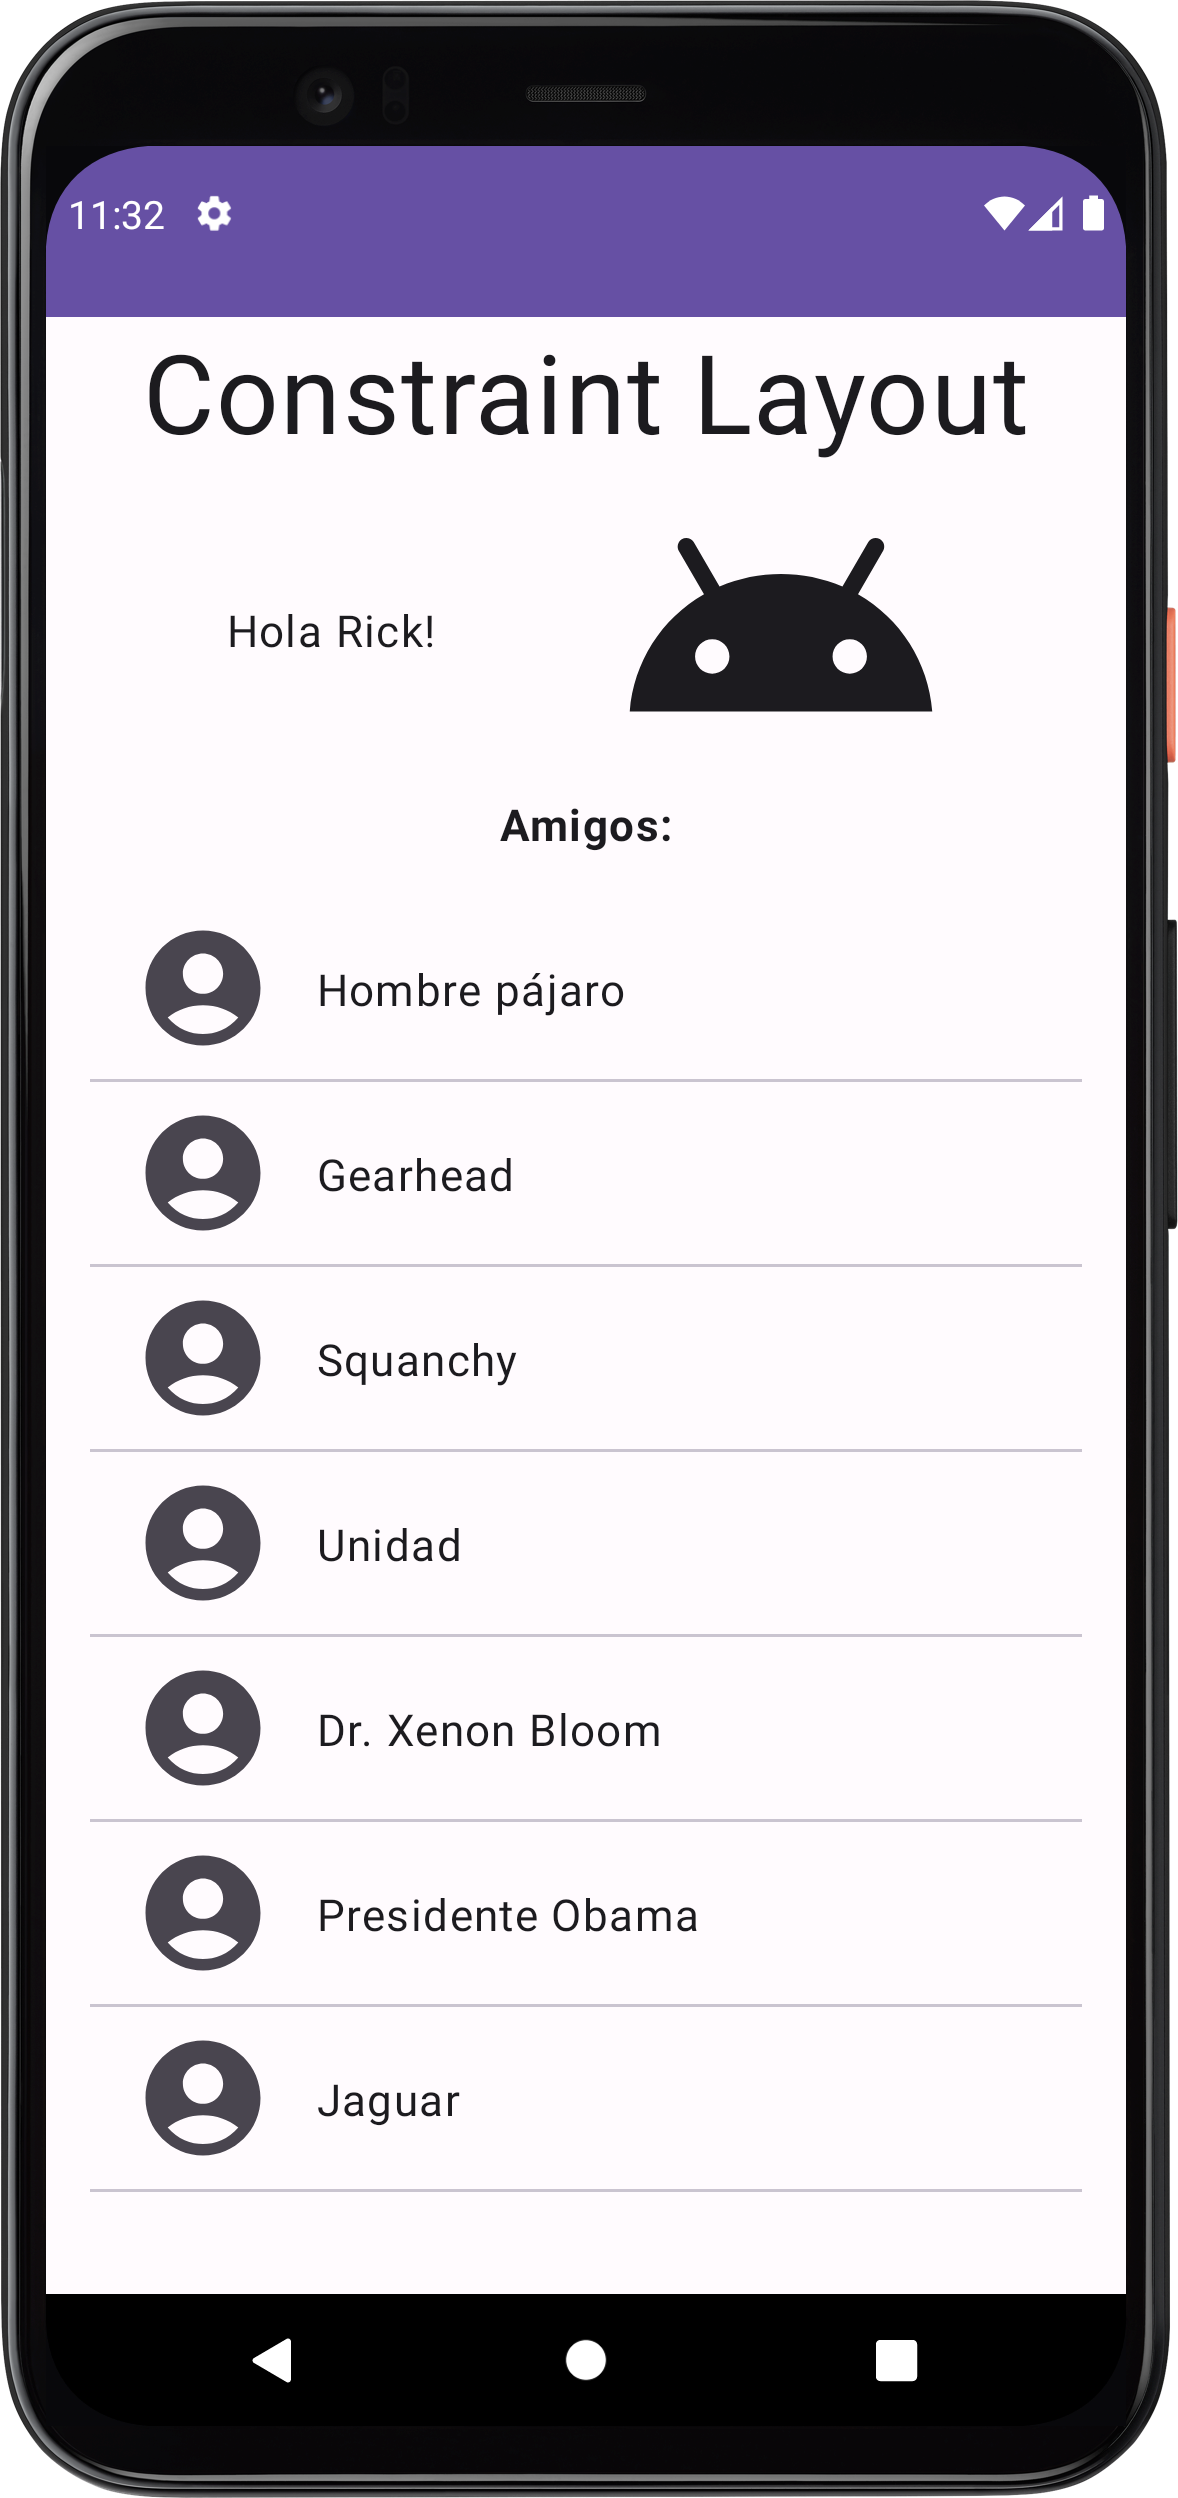 11:32
Constraint Layout
Hola Rick!
Amigos:
Hombre pájaro
Gearhead
Squanchy
Unidad
Dr. Xenon Bloom
Presidente Obama
Jaguar